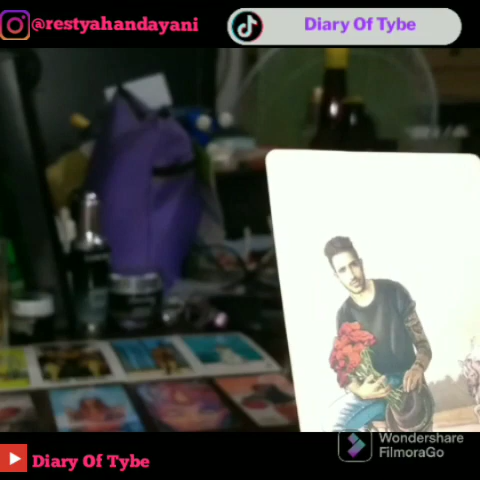 @restyahandayani
Diary Of Tybe
Diary Of Tybe
Wondershare
FilmoraGo